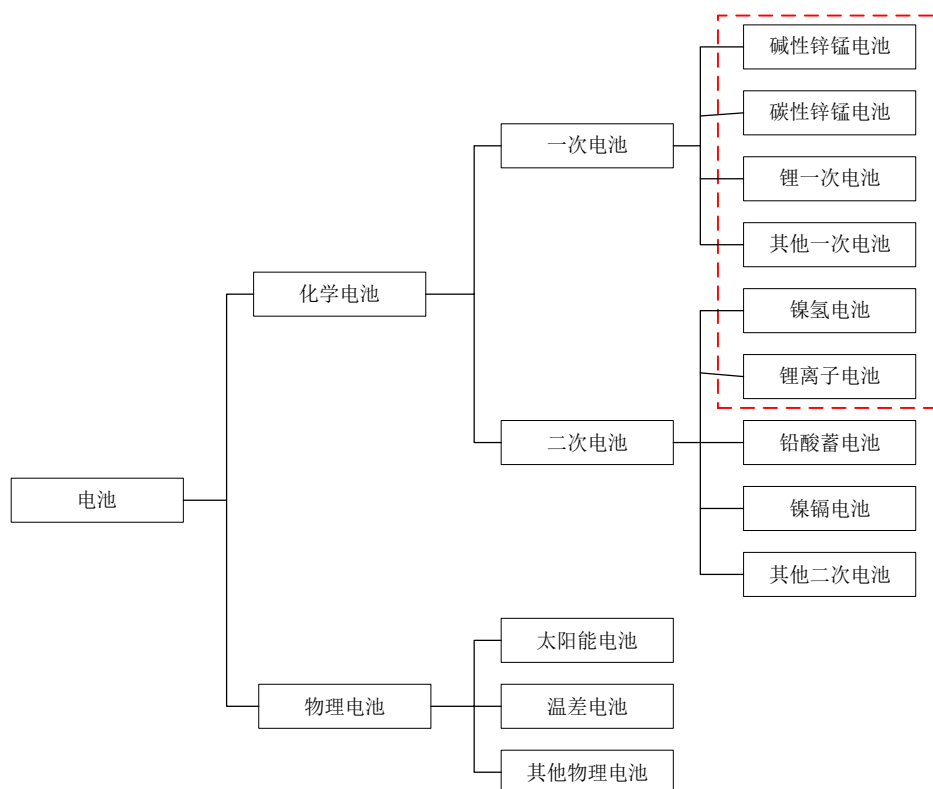 碱性锌锰电池
碳性锌锰电池
一次电池
锂一次电池
其他一次电池
化学电池
镍氢电池
锂离子电池
二次电池
铅酸蓄电池
电池
镍镉电池
其他二次电池
太阳能电池
物理电池
温差电池
其他物理电池